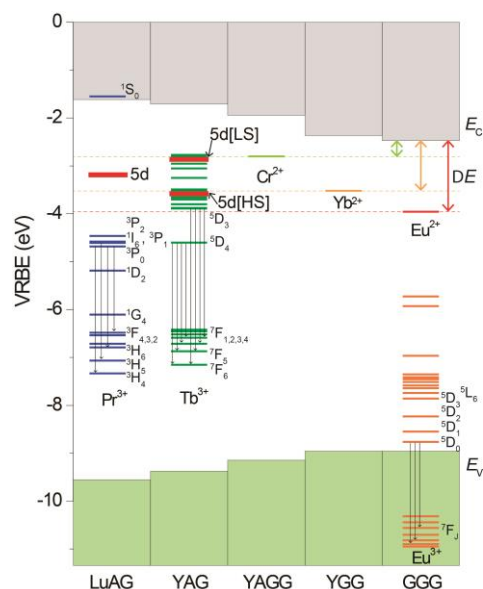 0
-2
-4
-6
-8
-10
VRBE (eV)
¹S₀
5d
³P₂
¹I₆, ³P₁
³P₀
¹D₂
¹G₄
³F₄,₃,₂
³H₆
³H₅
³H₄
Pr³⁺
5d[LS]
5d[HS]
⁵D₃
⁵D₄
⁷F₁,₂,₃,₄
⁷F₅
⁷F₆
Tb³⁺
Cr²⁺
Yb²⁺
E_C
DE
Eu²⁺
⁵L₆
⁵D₃
⁵D₂
⁵D₁
⁵D₀
E_V
⁷F_J
Eu³⁺
LuAG YAG YAGG YGG GGG